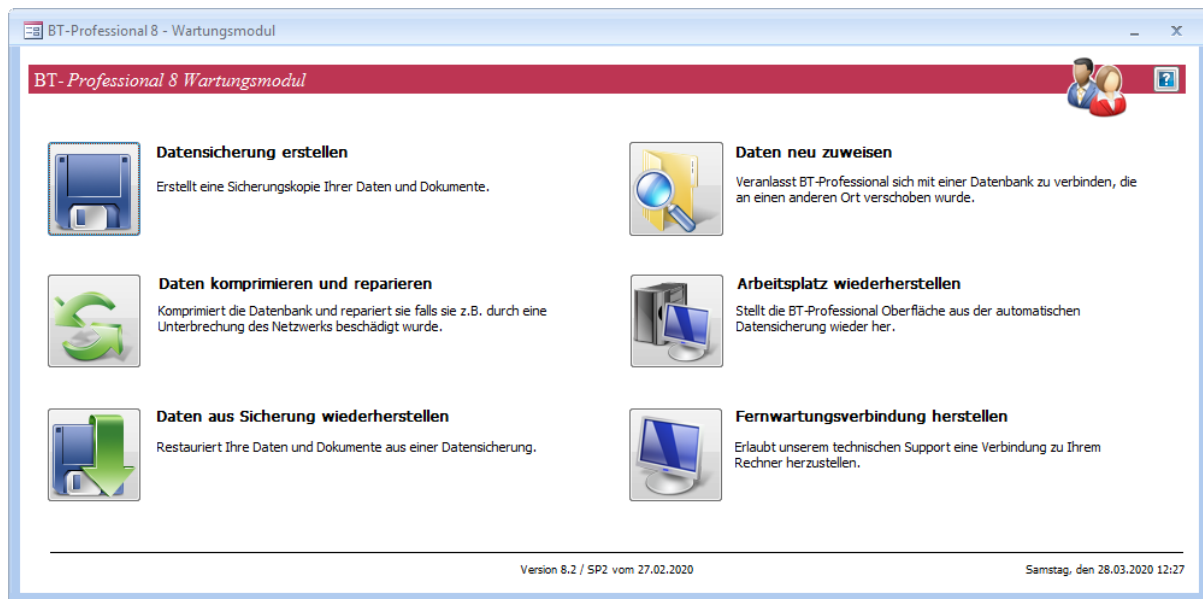 BT-Professional 8 - Wartungsmodul
BT- Professional 8 Wartungsmodul
Datensicherung erstellen
Erstellt eine Sicherungskopie Ihrer Daten und Dokumente.
Daten neu zuweisen
Veranlasst BT-Professional sich mit einer Datenbank zu verbinden, die
an einen anderen Ort verschoben wurde.
Daten komprimieren und reparieren
Komprimiert die Datenbank und repariert sie falls sie z.B. durch eine
Unterbrechung des Netzwerks beschädigt wurde.
Arbeitsplatz wiederherstellen
Stellt die BT-Professional Oberfläche aus der automatischen
Datensicherung wieder her.
Daten aus Sicherung wiederherstellen
Restauriert Ihre Daten und Dokumente aus einer Datensicherung.
Fernwartungsverbindung herstellen
Erlaubt unserem technischen Support eine Verbindung zu Ihrem
Rechner herzustellen.
Version 8.2 / SP2 vom 27.02.2020
Samstag, den 28.03.2020 12:27